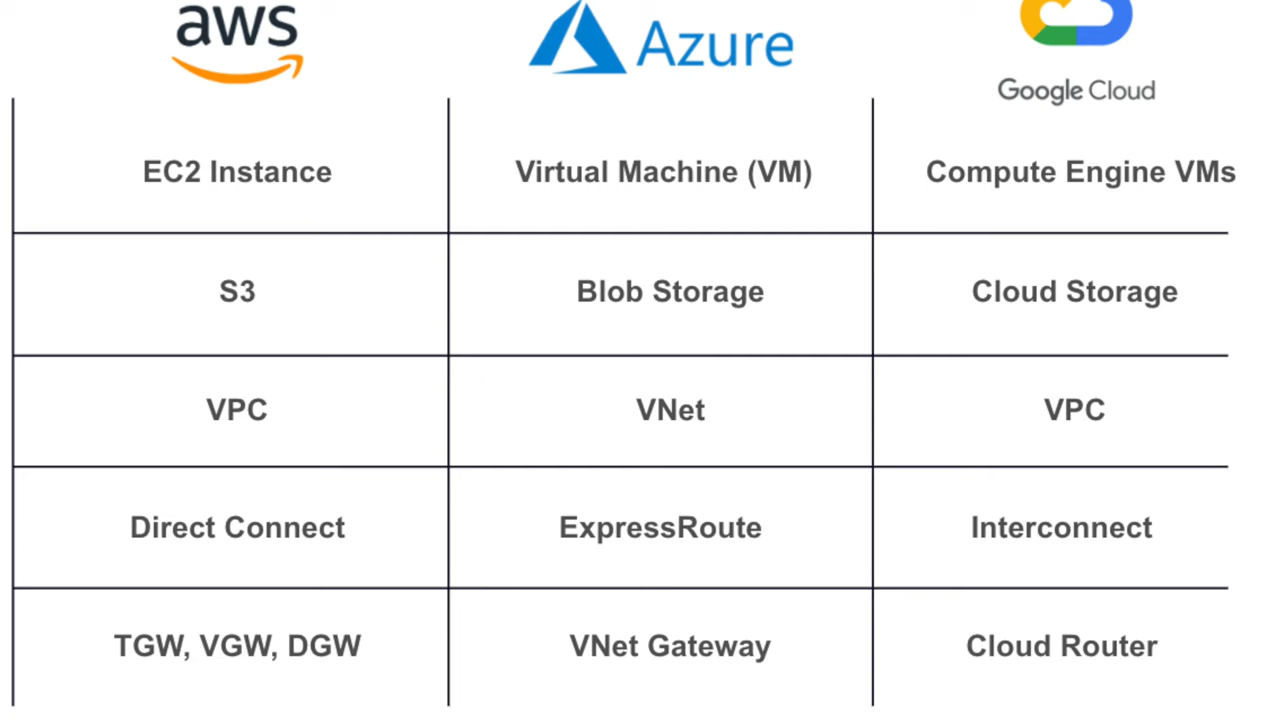 aws Azure Google Cloud
EC2 Instance Virtual Machine (VM) Compute Engine VMs
S3 Blob Storage Cloud Storage
VPC VNet VPC
Direct Connect ExpressRoute Interconnect
TGW, VGW, DGW VNet Gateway Cloud Router